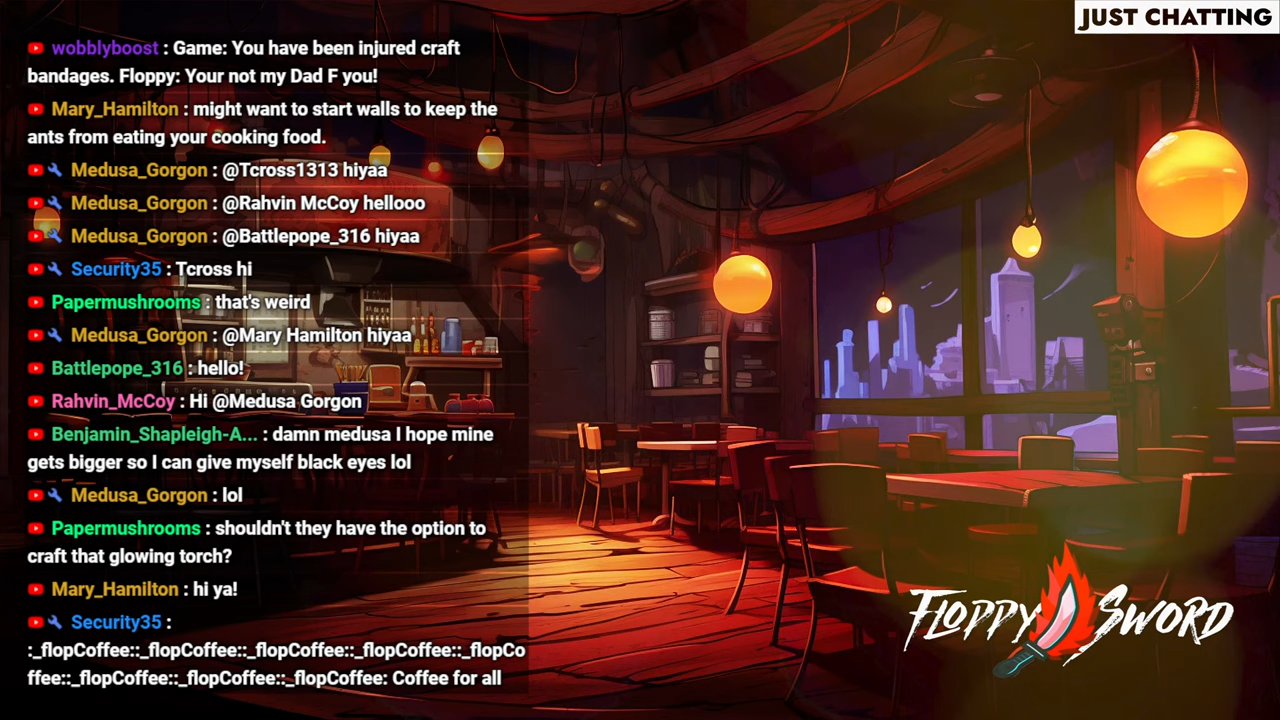 JUST CHATTING
wobblyboost : Game: You have been injured craft
bandages. Floppy: Your not my Dad F you!
Mary_Hamilton : might want to start walls to keep the
ants from eating your cooking food.
Medusa_Gorgon : @Tcross1313 hiyaa
Medusa_Gorgon : @Rahvin McCoy hellooo
Medusa_Gorgon : @Battlepope_316 hiyaa
Security35 : Tcross hi
Papermushrooms : that's weird
Medusa_Gorgon : @Mary Hamilton hiyaa
Battlepope_316 : hello!
Rahvin_McCoy : Hi @Medusa Gorgon
Benjamin_Shapleigh-A... : damn medusa I hope mine
gets bigger so I can give myself black eyes lol
Medusa_Gorgon : lol
Papermushrooms : shouldn't they have the option to
craft that glowing torch?
Mary_Hamilton : hi ya!
Security35 :
:_flopCoffee::_flopCoffee::_flopCoffee::_flopCoffee::_flopCo
ffee::_flopCoffee::_flopCoffee::_flopCoffee: Coffee for all
FLOPPY SWORD